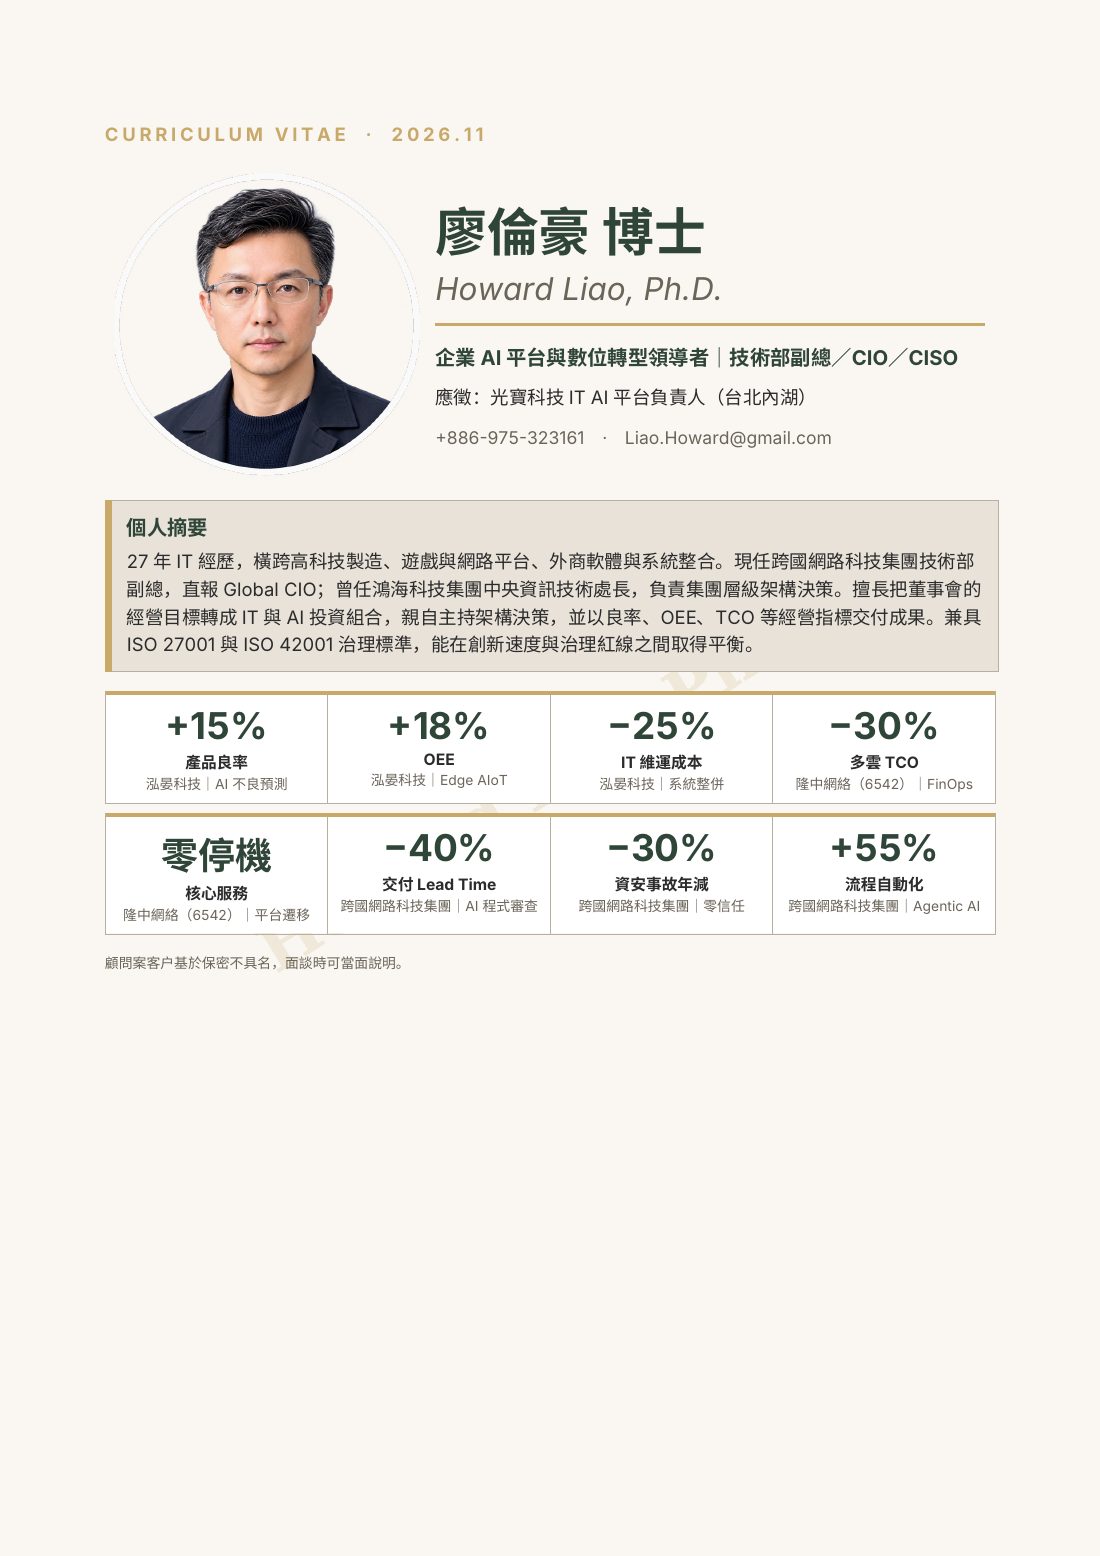 CURRICULUM VITAE · 2026.11
廖倫豪 博士
Howard Liao, Ph.D.
企業 AI 平台與數位轉型領導者｜技術部副總／CIO／CISO
應徵：光寶科技 IT AI 平台負責人（台北內湖）
+886-975-323161 · Liao.Howard@gmail.com
個人摘要
27 年 IT 經歷，橫跨高科技製造、遊戲與網路平台、外商軟體與系統整合。現任跨國網路科技集團技術部
副總，直報 Global CIO；曾任鴻海科技集團中央資訊技術處長，負責集團層級架構決策。擅長把董事會的
經營目標轉成 IT 與 AI 投資組合，親自主持架構決策，並以良率、OEE、TCO 等經營指標交付成果。兼具
ISO 27001 與 ISO 42001 治理標準，能在創新速度與治理紅線之間取得平衡。
+15%
產品良率
泓晏科技｜AI 不良預測
+18%
OEE
泓晏科技｜Edge AIoT
−25%
IT 維運成本
泓晏科技｜系統整併
−30%
多雲 TCO
隆中網絡（6542）｜FinOps
零停機
核心服務
隆中網絡（6542）｜平台遷移
−40%
交付 Lead Time
跨國網路科技集團｜AI 程式審查
−30%
資安事故年減
跨國網路科技集團｜零信任
+55%
流程自動化
跨國網路科技集團｜Agentic AI
顧問案客户基於保密不具名，面談時可當面說明。